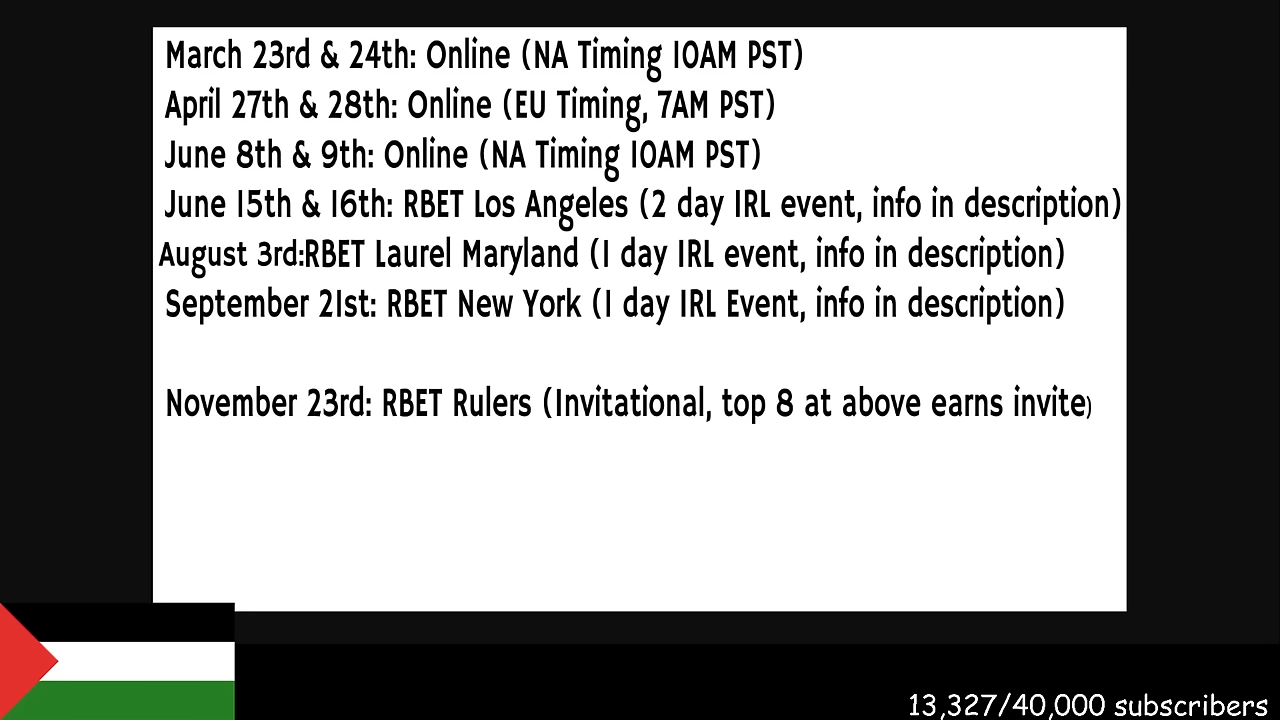 March 23rd & 24th: Online (NA Timing 10AM PST)
April 27th & 28th: Online (EU Timing, 7AM PST)
June 8th & 9th: Online (NA Timing 10AM PST)
June 15th & 16th: RBET Los Angeles (2 day IRL event, info in description)
August 3rd:RBET Laurel Maryland (1 day IRL event, info in description)
September 21st: RBET New York (1 day IRL Event, info in description)
November 23rd: RBET Rulers (Invitational, top 8 at above earns invite)
13,327/40,000 subscribers